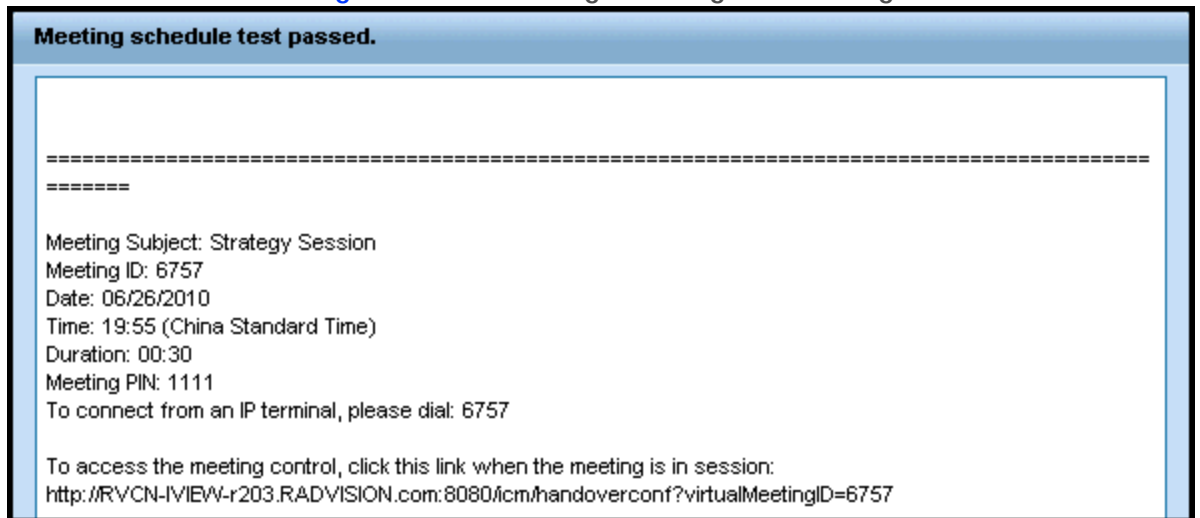 Meeting schedule test passed.
============================================================================================
=======
Meeting Subject: Strategy Session
Meeting ID: 6757
Date: 06/26/2010
Time: 19:55 (China Standard Time)
Duration: 00:30
Meeting PIN: 1111
To connect from an IP terminal, please dial: 6757
To access the meeting control, click this link when the meeting is in session:
http://RVCN-IVIEW-r203.RADVISION.com:8080/icm/handoverconf?virtualMeetingID=6757